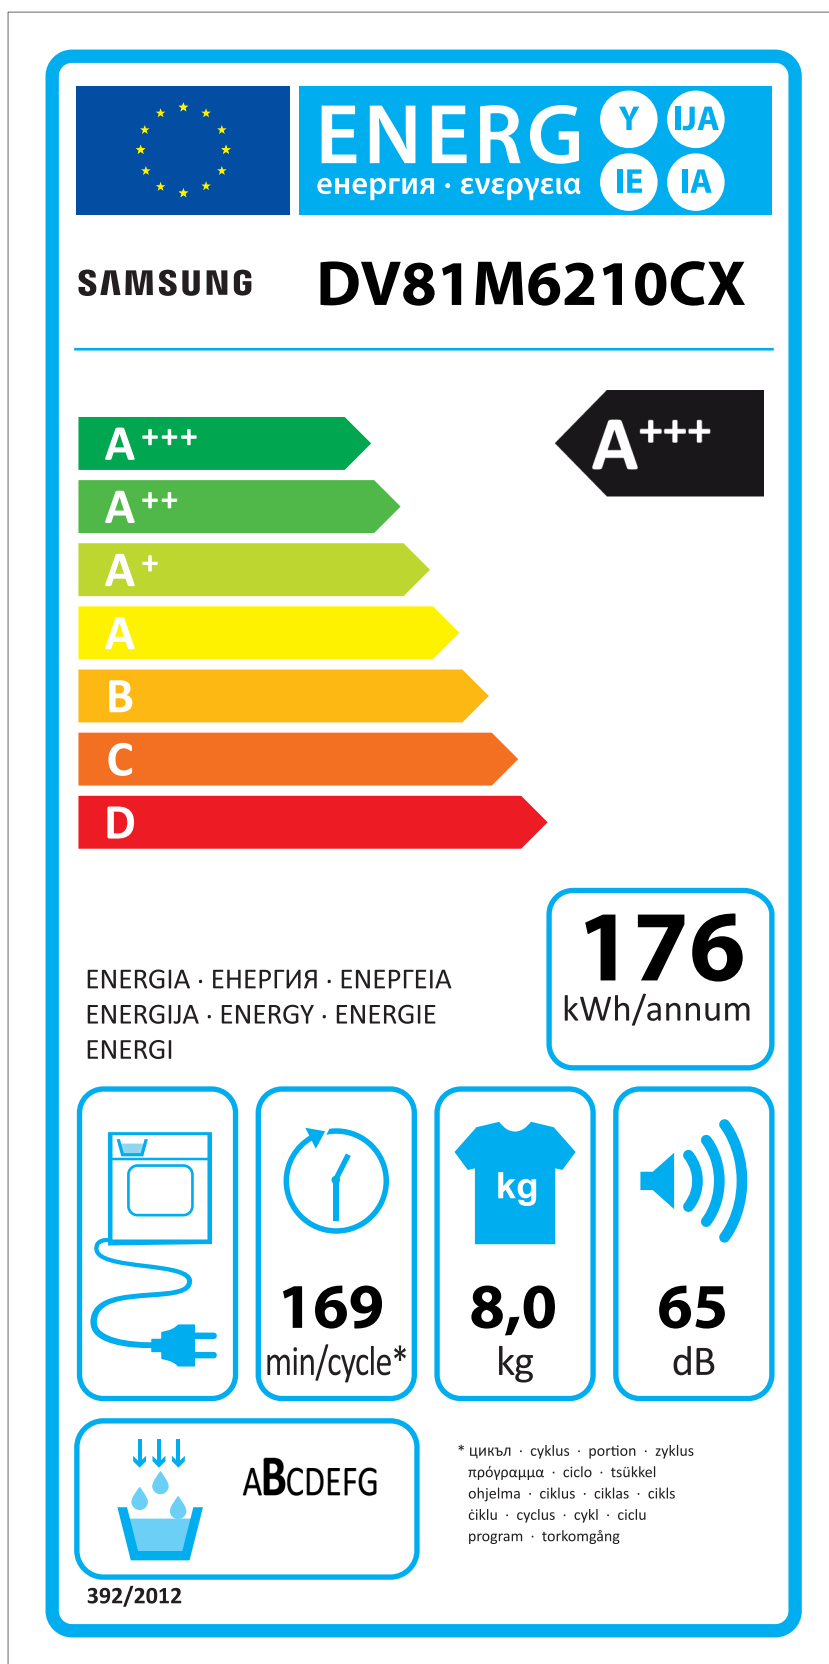 ENERG
Y IJA
енергия · ενεργεια
IE IA
SAMSUNG DV81M6210CX
A+++
A+++
A++
A+
A
B
C
D
176
kWh/annum
ENERGIA · ЕНЕРГИЯ · ΕΝΕΡΓΕΙΑ
ENERGIJA · ENERGY · ENERGIE
ENERGI
kg
169
min/cycle*
8,0
kg
65
dB
ABCDEFG
* цикъл · cyklus · portion · zyklus
πρόγραμμα · ciclo · tsükkel
ohjelma · ciklus · ciklas · cikls
ċiklu · cyclus · cykl · ciclu
program · torkomgång
392/2012